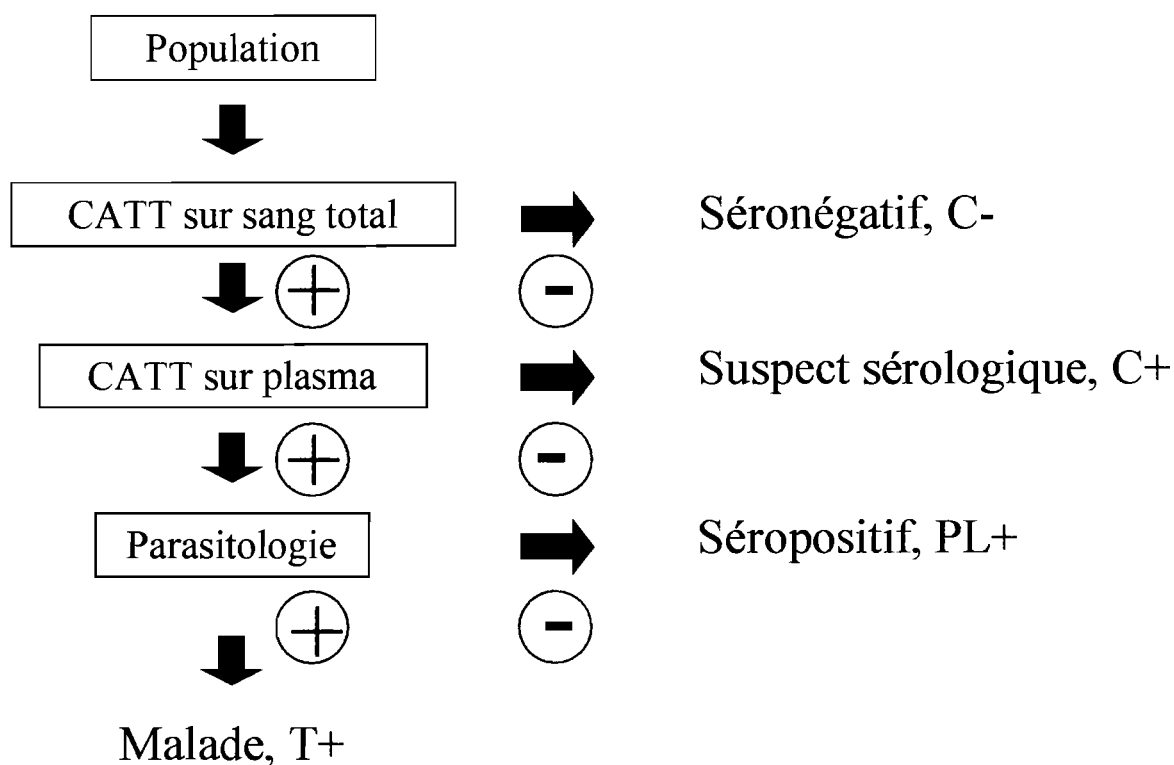 Population
CATT sur sang total
Séronégatif, C-
+
-
CATT sur plasma
Suspect sérologique, C+
+
-
Parasitologie
Séropositif, PL+
+
-
Malade, T+